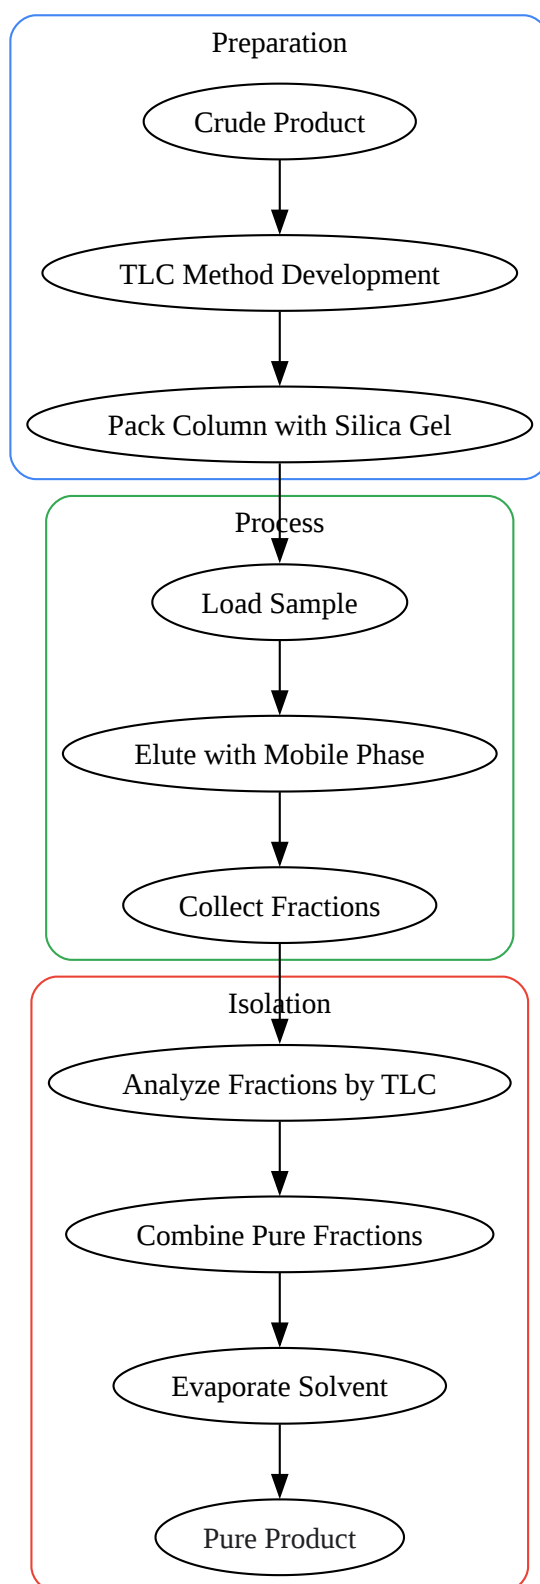 Preparation
Crude Product
TLC Method Development
Pack Column with Silica Gel
Process
Load Sample
Elute with Mobile Phase
Collect Fractions
Isolation
Analyze Fractions by TLC
Combine Pure Fractions
Evaporate Solvent
Pure Product